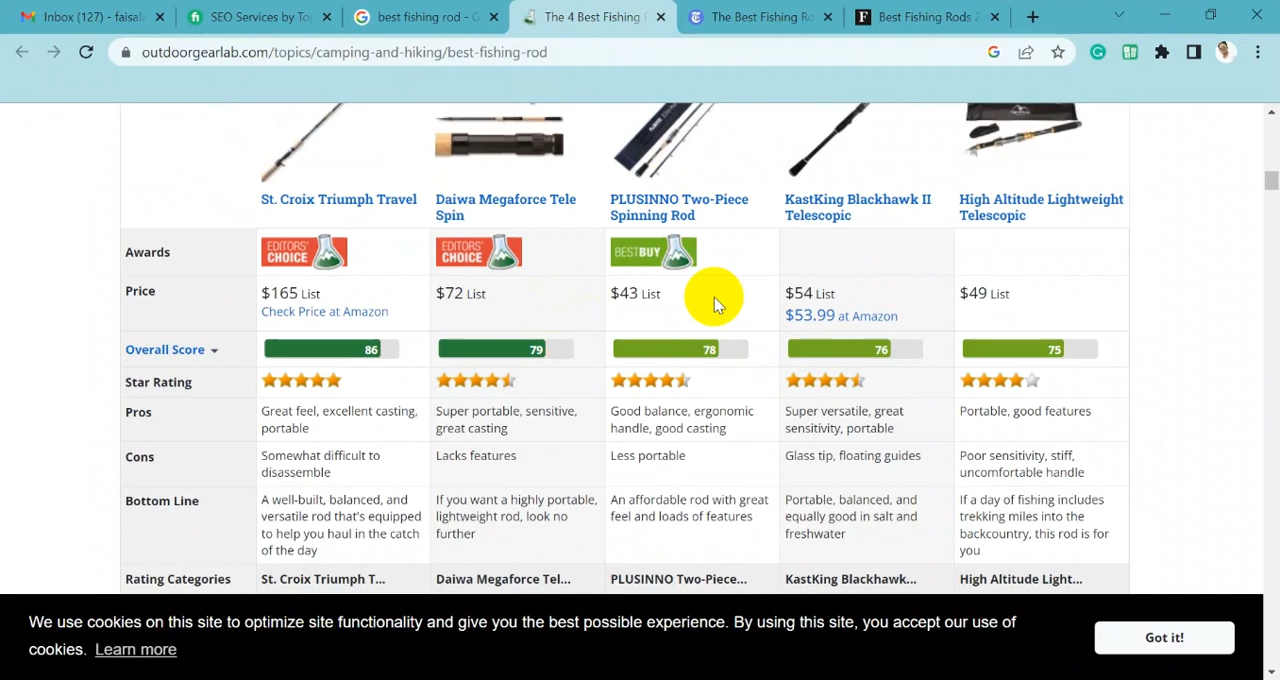 Inbox (127) - faisala
SEO Services by To
best fishing rod - G
The 4 Best Fishing
The Best Fishing Ro
Best Fishing Rods 2
outdoorgearlab.com/topics/camping-and-hiking/best-fishing-rod
St. Croix Triumph Travel
Daiwa Megaforce Tele
Spin
PLUSINNO Two-Piece
Spinning Rod
KastKing Blackhawk II
Telescopic
High Altitude Lightweight
Telescopic
Awards
EDITORS'
CHOICE
EDITORS'
CHOICE
BEST BUY
Price
$165 List
Check Price at Amazon
$72 List
$43 List
$54 List
$53.99 at Amazon
$49 List
Overall Score
86
79
78
76
75
Star Rating
Pros
Great feel, excellent casting,
portable
Super portable, sensitive,
great casting
Good balance, ergonomic
handle, good casting
Super versatile, great
sensitivity, portable
Portable, good features
Cons
Somewhat difficult to
disassemble
Lacks features
Less portable
Glass tip, floating guides
Poor sensitivity, stiff,
uncomfortable handle
Bottom Line
A well-built, balanced, and
versatile rod that's equipped
to help you haul in the catch
of the day
If you want a highly portable,
lightweight rod, look no
further
An affordable rod with great
feel and loads of features
Portable, balanced, and
equally good in salt and
freshwater
If a day of fishing includes
trekking miles into the
backcountry, this rod is for
you
Rating Categories
St. Croix Triumph T...
Daiwa Megaforce Tel...
PLUSINNO Two-Piece...
KastKing Blackhawk...
High Altitude Light...
We use cookies on this site to optimize site functionality and give you the best possible experience. By using this site, you accept our use of
cookies. Learn more
Got it!